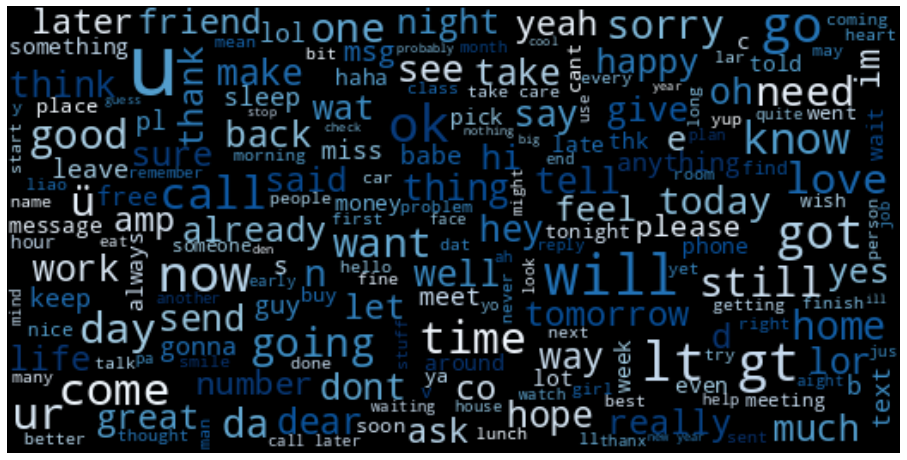 later friend lol one night yeah sorry go coming heart
something u mean bit msg probably month cool c lar told may
think thank make haha see take cant every happy year im
y place pl sleep wat class take care use long oh need
guess stop check pick nothing say give quite yup went wait
start good back miss ok big e know plan
leave sure morning babe hi late thk end anything find
liao remember said car thing might tell room love
name ü free call people money problem feel today wish
message amp already first face hey tonight please got person job
hour eat someone den want dat reply phone
always work now s early n hello fine well ah never look will yet still yes
mind keep another guy buy let meet yo tomorrow getting finish ill
nice day send gonna going done stuff time next d right home
life talk pa smile around way week lt gt try lor jus
many come number dont ya co lot girl even aight b text
ur great da dear waiting < house watch hope best really help meeting much
better thought man call later soon ask lunch ll thanx new year sent